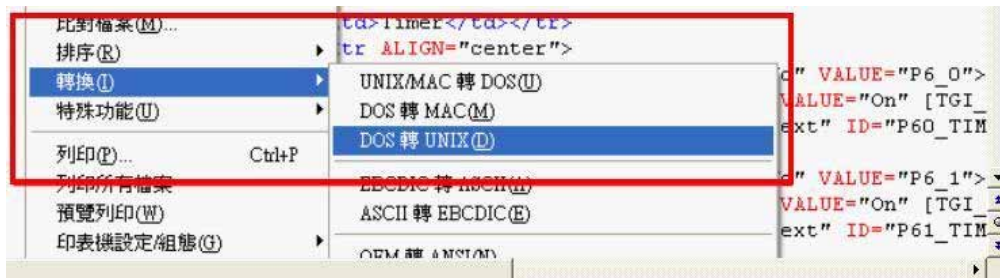 比對檔案(M)...
排序(R)
轉換(I)
特殊功能(U)
列印(P)... Ctrl+P
列印所有檔案
預覽列印(W)
印表機設定/組態(G)
UNIX/MAC 轉 DOS(U)
DOS 轉 MAC(M)
DOS 轉 UNIX(D)
EBCDIC 轉 ASCII(A)
ASCII 轉 EBCDIC(E)
OEM 轉 ANSI(N)
td>Timer</td></tr>
tr ALIGN="center">
" VALUE="P6_0">
VALUE="On" [TGI_
ext" ID="P60_TIM
" VALUE="P6_1">
VALUE="On" [TGI_
ext" ID="P61_TIM